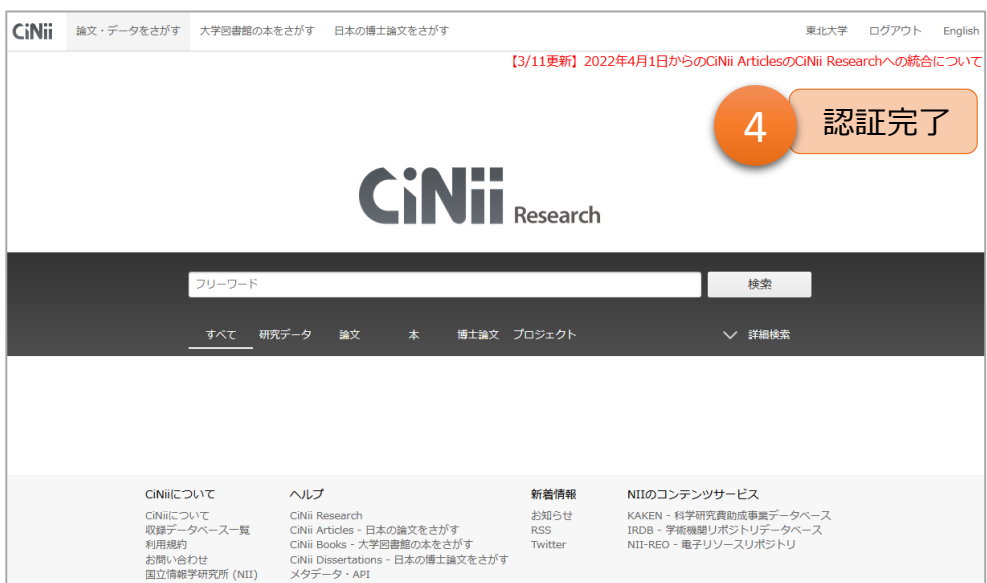 CiNii 論文・データをさがす 大学図書館の本をさがす 日本の博士論文をさがす 東北大学 ログアウト English
【3/11更新】2022年4月1日からのCiNii ArticlesのCiNii Researchへの統合について
4 認証完了
CiNii Research
フリーワード 検索
すべて 研究データ 論文 本 博士論文 プロジェクト 詳細検索
CiNiiについて ヘルプ 新着情報 NIIのコンテンツサービス
CiNiiについて CiNii Research お知らせ KAKEN - 科学研究費助成事業データベース
収録データベース一覧 CiNii Articles - 日本の論文をさがす RSS IRDB - 学術機関リポジトリデータベース
利用規約 CiNii Books - 大学図書館の本をさがす Twitter NII-REO - 電子リソースリポジトリ
お問い合わせ CiNii Dissertations - 日本の博士論文をさがす
国立情報学研究所 (NII) メタデータ・API